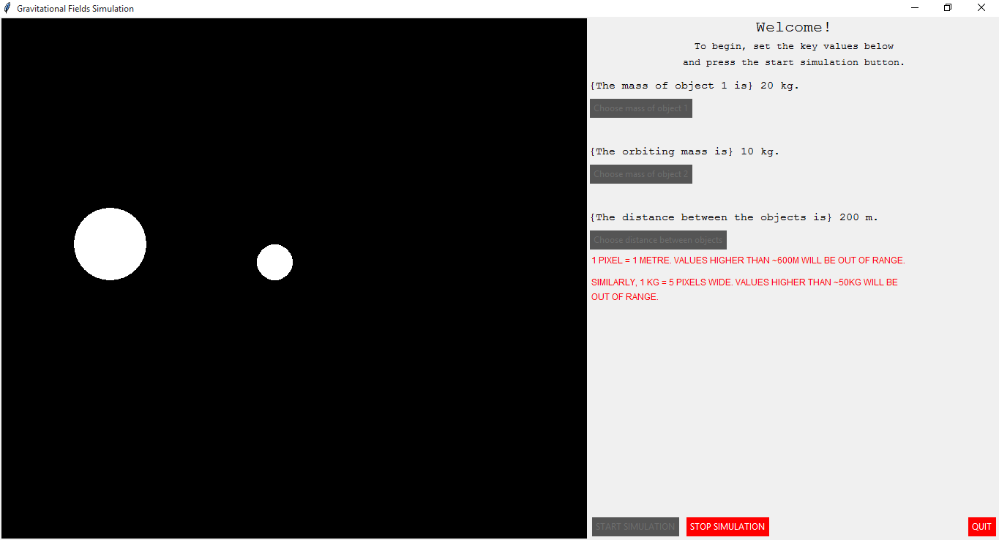 Gravitational Fields Simulation
Welcome!
To begin, set the key values below
and press the start simulation button.
{The mass of object 1 is} 20 kg.
Choose mass of object 1
{The orbiting mass is} 10 kg.
Choose mass of object 2
{The distance between the objects is} 200 m.
Choose distance between objects
1 PIXEL = 1 METRE. VALUES HIGHER THAN ~600M WILL BE OUT OF RANGE.
SIMILARLY, 1 KG = 5 PIXELS WIDE. VALUES HIGHER THAN ~50KG WILL BE
OUT OF RANGE.
START SIMULATION STOP SIMULATION QUIT